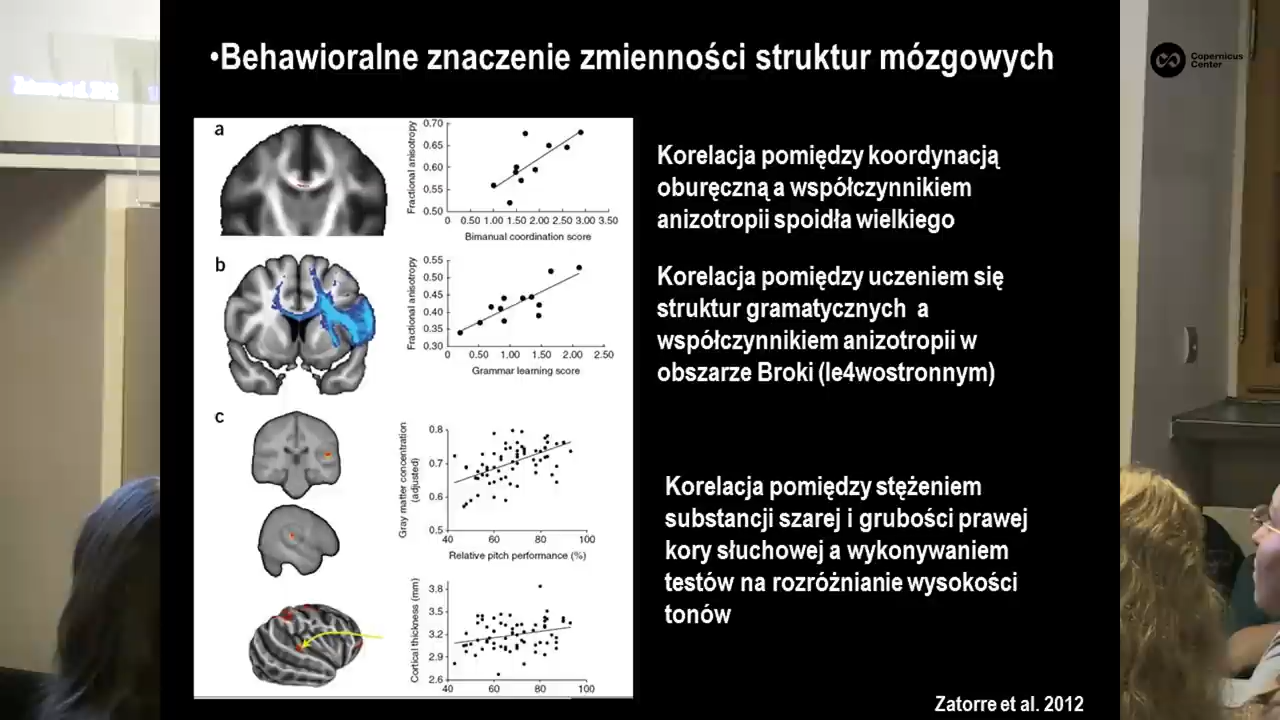 •Behawioralne znaczenie zmienności struktur mózgowych
Copernicus
Center
a
Fractional anisotropy
0.70
0.65
0.60
0.55
0.50
0 0.50 1.00 1.50 2.00 2.50 3.00 3.50
Bimanual coordination score
Korelacja pomiędzy koordynacją
oburęczną a współczynnikiem
anizotropii spoidła wielkiego
b
Fractional anisotropy
0.55
0.50
0.45
0.40
0.35
0.30
0 0.50 1.00 1.50 2.00 2.50
Grammar learning score
Korelacja pomiędzy uczeniem się
struktur gramatycznych a
współczynnikiem anizotropii w
obszarze Broki (le4wostronnym)
c
Gray matter concentration
(adjusted)
0.8
0.7
0.6
0.5
40 60 80 100
Relative pitch performance (%)
Cortical thickness (mm)
3.8
3.5
3.2
2.9
2.6
40 60 80 100
Korelacja pomiędzy stężeniem
substancji szarej i grubości prawej
kory słuchowej a wykonywaniem
testów na rozróżnianie wysokości
tonów
Zatorre et al. 2012